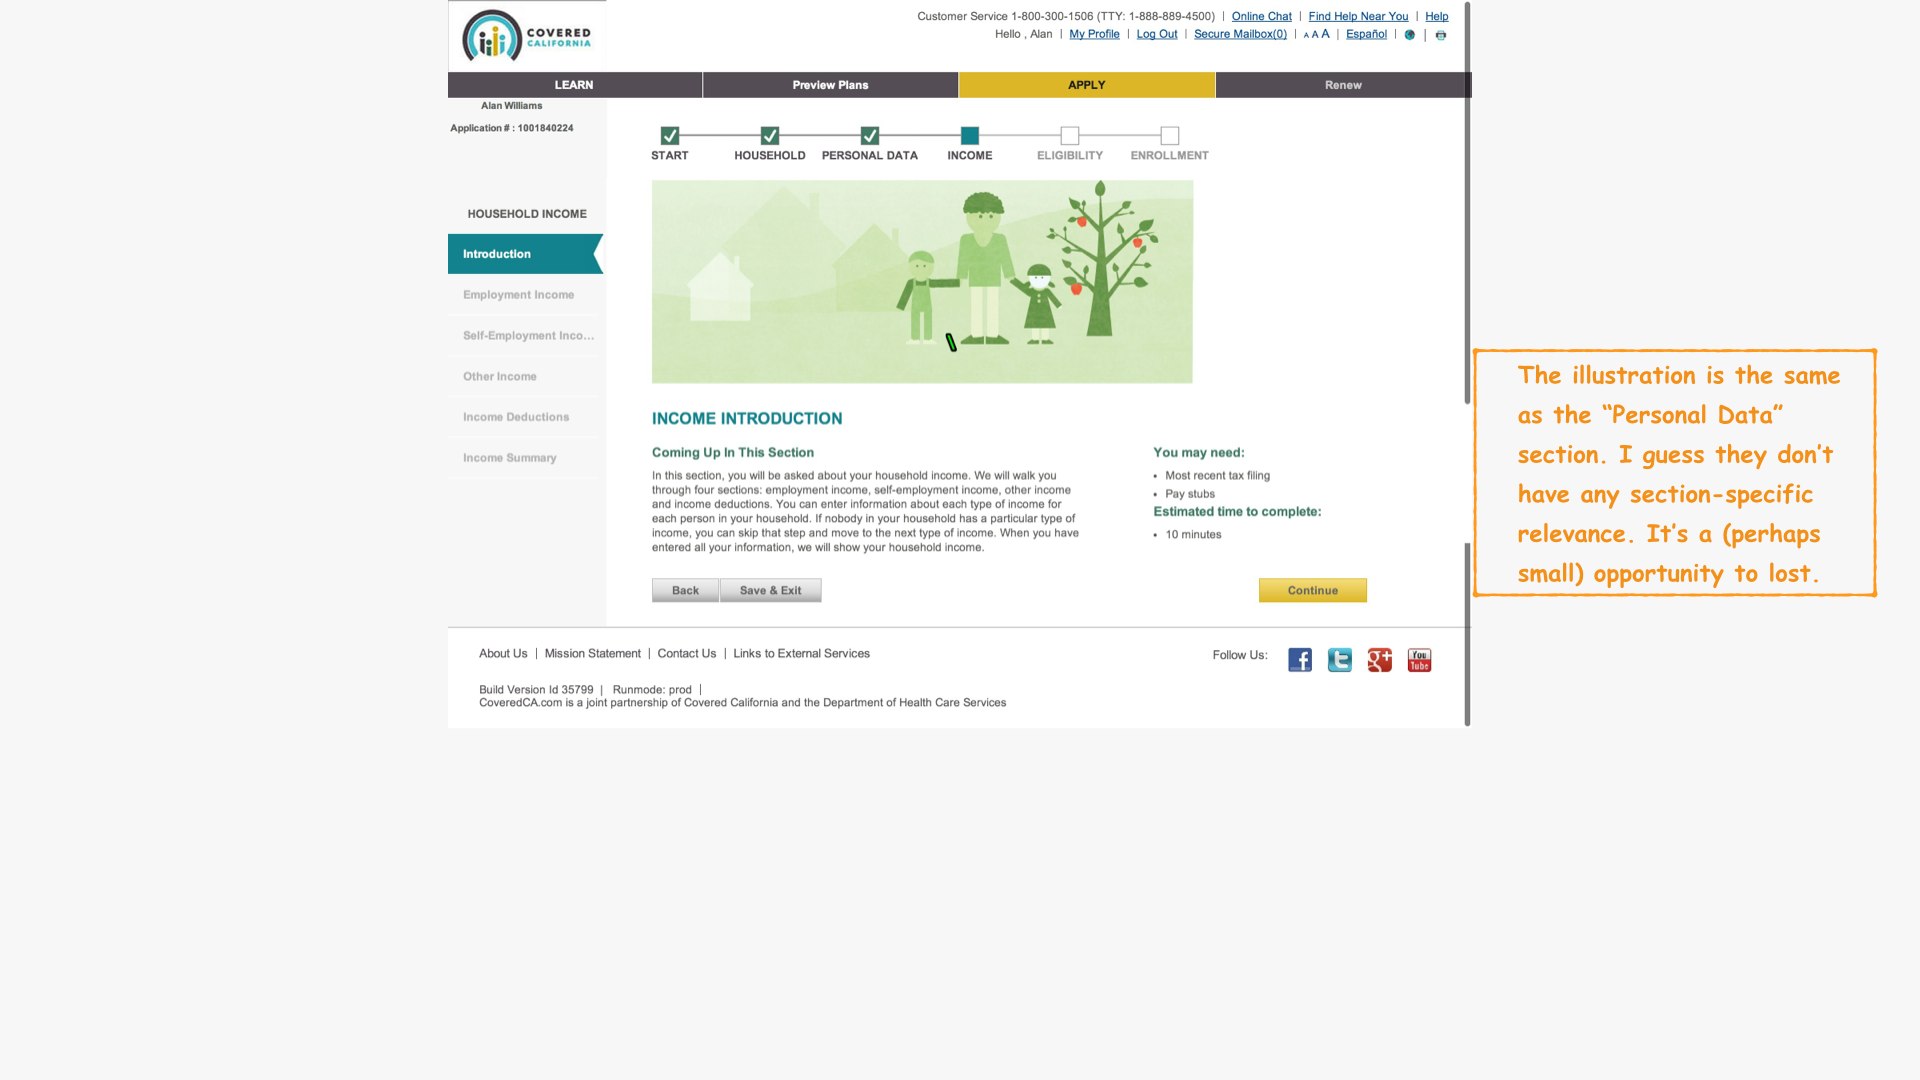 COVERED
CALIFORNIA
Customer Service 1-800-300-1506 (TTY: 1-888-889-4500) | Online Chat | Find Help Near You | Help
Hello , Alan | My Profile | Log Out | Secure Mailbox(0) | A A A | Español |
LEARN
Preview Plans
APPLY
Renew
Alan Williams
Application # : 1001840224
START
HOUSEHOLD
PERSONAL DATA
INCOME
ELIGIBILITY
ENROLLMENT
HOUSEHOLD INCOME
Introduction
Employment Income
Self-Employment Inco...
Other Income
Income Deductions
Income Summary
INCOME INTRODUCTION
Coming Up In This Section
In this section, you will be asked about your household income. We will walk you
through four sections: employment income, self-employment income, other income
and income deductions. You can enter information about each type of income for
each person in your household. If nobody in your household has a particular type of
income, you can skip that step and move to the next type of income. When you have
entered all your information, we will show your household income.
You may need:
• Most recent tax filing
• Pay stubs
Estimated time to complete:
• 10 minutes
Back
Save & Exit
Continue
The illustration is the same
as the “Personal Data”
section. I guess they don’t
have any section-specific
relevance. It’s a (perhaps
small) opportunity to lost.
About Us | Mission Statement | Contact Us | Links to External Services
Follow Us:
You
Tube
Build Version Id 35799 | Runmode: prod |
CoveredCA.com is a joint partnership of Covered California and the Department of Health Care Services